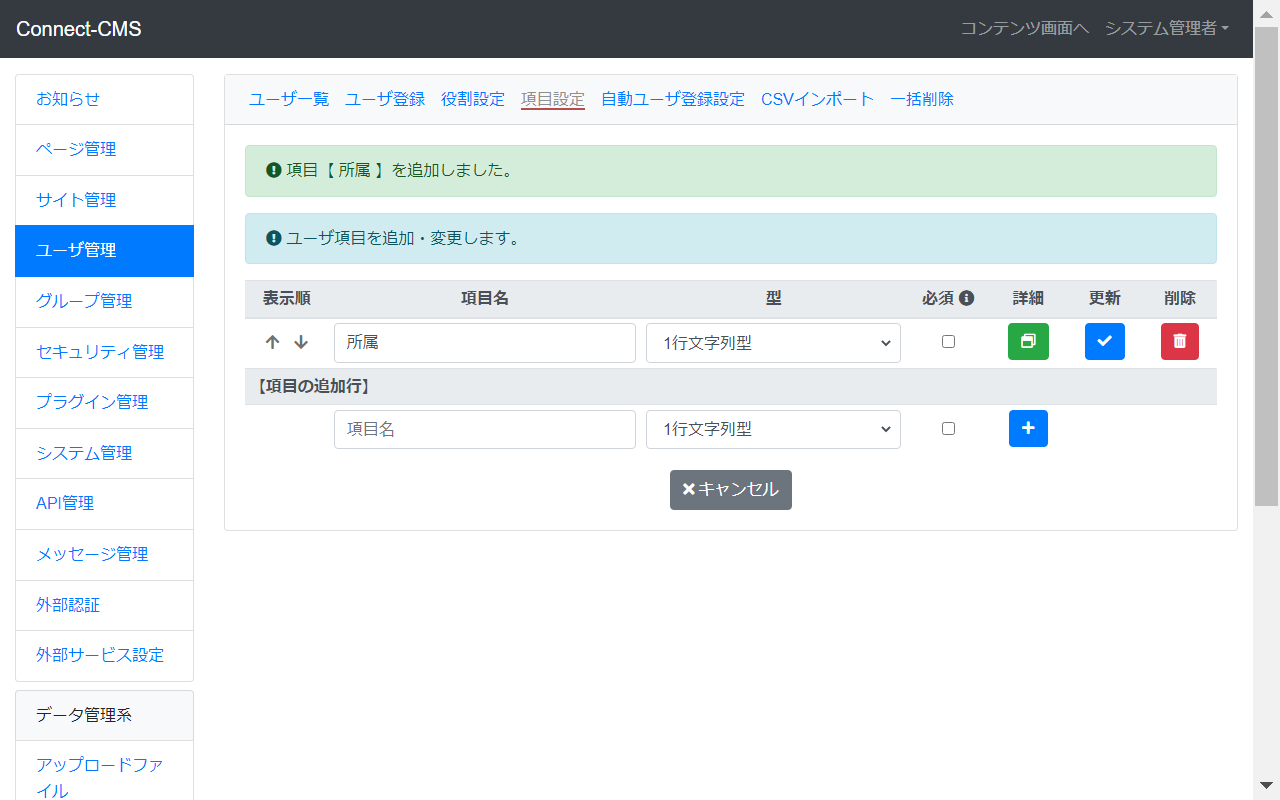 Connect-CMS
コンテンツ画面へ システム管理者
お知らせ
ページ管理
サイト管理
ユーザ管理
グループ管理
セキュリティ管理
プラグイン管理
システム管理
API管理
メッセージ管理
外部認証
外部サービス設定
データ管理系
アップロードファ
イル
ユーザ一覧 ユーザ登録 役割設定 項目設定 自動ユーザ登録設定 CSVインポート 一括削除
項目【 所属 】を追加しました。
ユーザ項目を追加・変更します。
表示順 項目名 型 必須 詳細 更新 削除
所属 1行文字列型
【項目の追加行】
項目名 1行文字列型
キャンセル